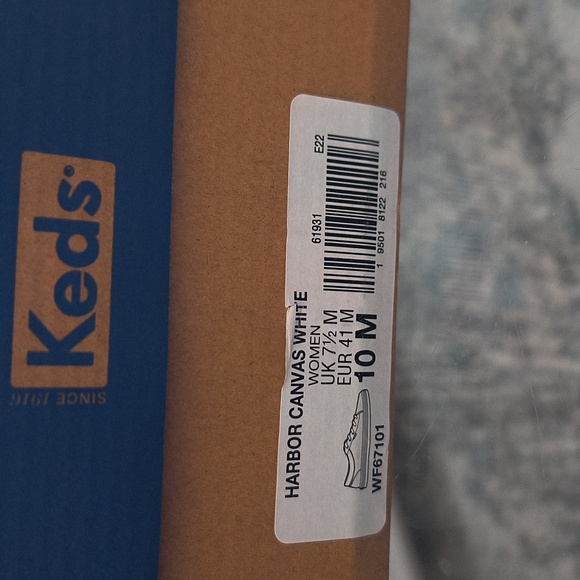 Keds
SINCE 1916
61931 E22
1 9501 8122 216
HARBOR CANVAS WHITE
WOMEN
UK 7½ M
EUR 41 M
10 M
WF67101